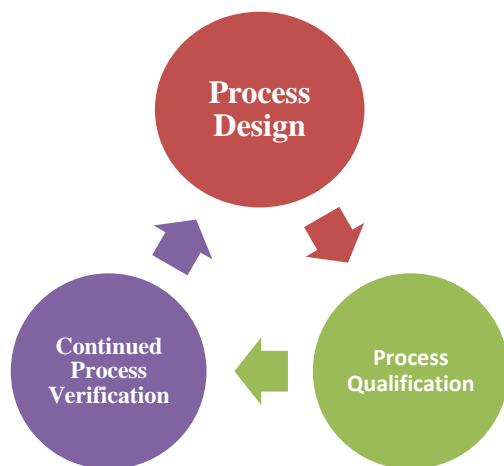 Process
Design
Continued
Process
Verification
Process
Qualification